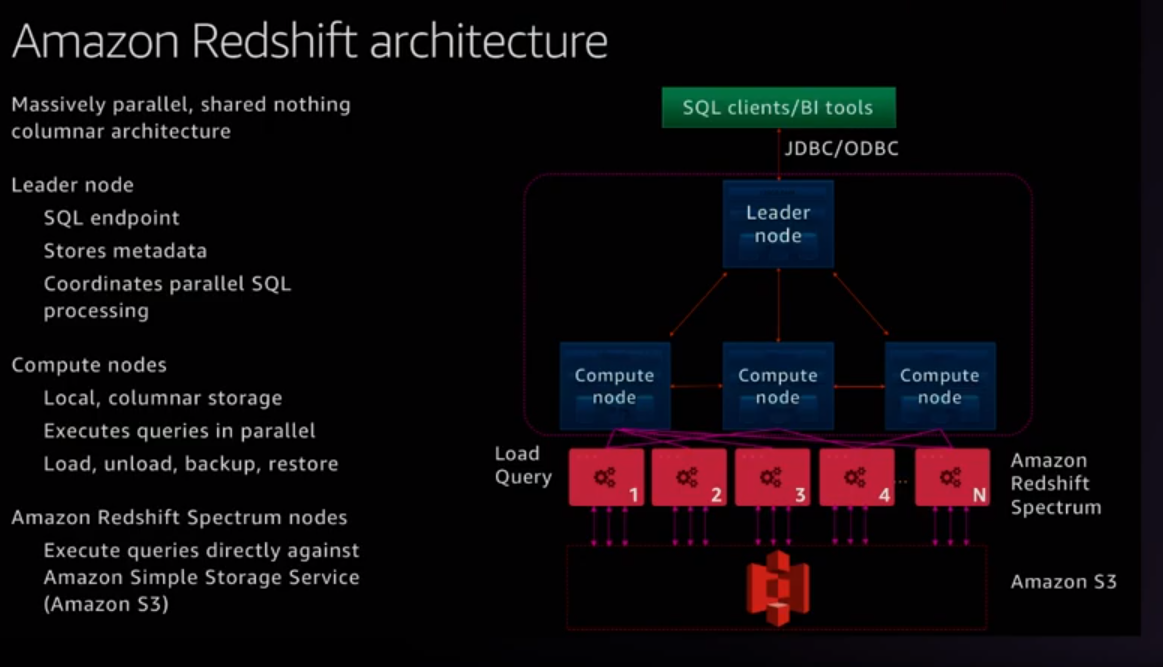 Amazon Redshift architecture
Massively parallel, shared nothing
columnar architecture
Leader node
SQL endpoint
Stores metadata
Coordinates parallel SQL
processing
Compute nodes
Local, columnar storage
Executes queries in parallel
Load, unload, backup, restore
Amazon Redshift Spectrum nodes
Execute queries directly against
Amazon Simple Storage Service
(Amazon S3)
SQL clients/BI tools
JDBC/ODBC
Leader
node
Compute
node
Compute
node
Compute
node
Load
Query
1
2
3
4
...
N
Amazon
Redshift
Spectrum
Amazon S3